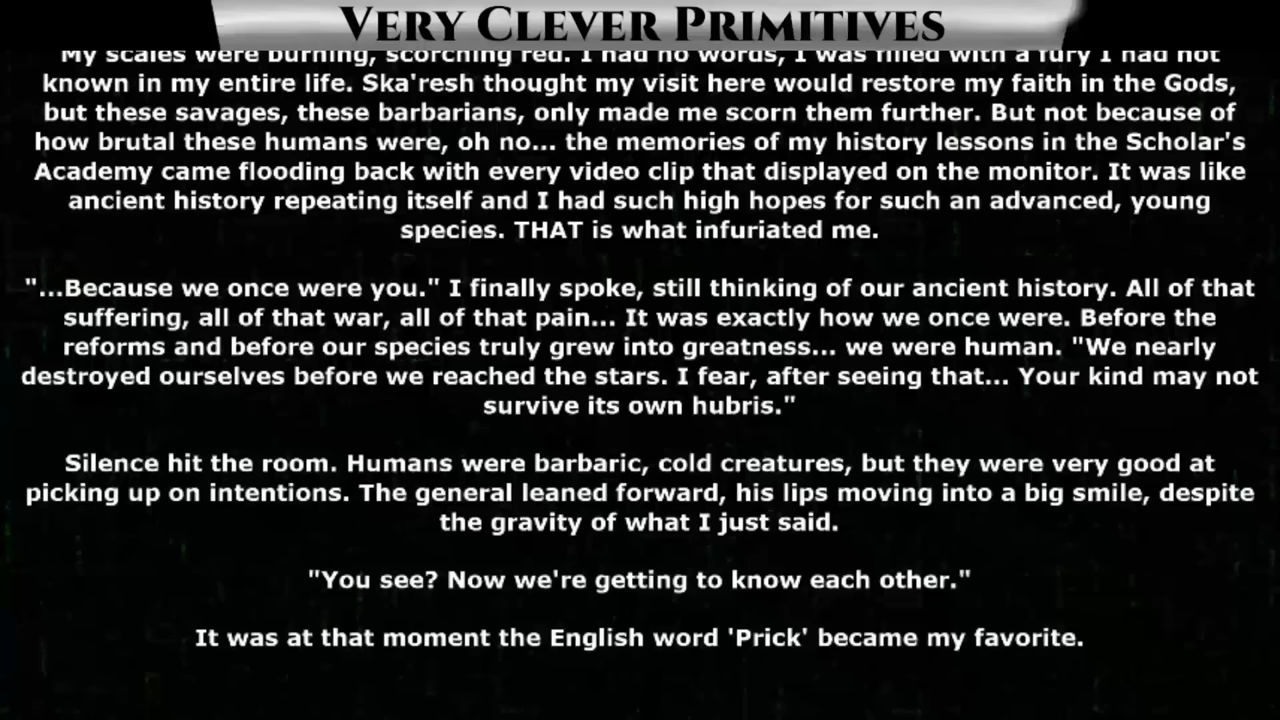 VERY CLEVER PRIMITIVES
My scales were burning, scorching red. I had no words, I was filled with a fury I had not
known in my entire life. Ska'resh thought my visit here would restore my faith in the Gods,
but these savages, these barbarians, only made me scorn them further. But not because of
how brutal these humans were, oh no... the memories of my history lessons in the Scholar's
Academy came flooding back with every video clip that displayed on the monitor. It was like
ancient history repeating itself and I had such high hopes for such an advanced, young
species. THAT is what infuriated me.
"...Because we once were you." I finally spoke, still thinking of our ancient history. All of that
suffering, all of that war, all of that pain... It was exactly how we once were. Before the
reforms and before our species truly grew into greatness... we were human. "We nearly
destroyed ourselves before we reached the stars. I fear, after seeing that... Your kind may not
survive its own hubris."
Silence hit the room. Humans were barbaric, cold creatures, but they were very good at
picking up on intentions. The general leaned forward, his lips moving into a big smile, despite
the gravity of what I just said.
"You see? Now we're getting to know each other."
It was at that moment the English word 'Prick' became my favorite.